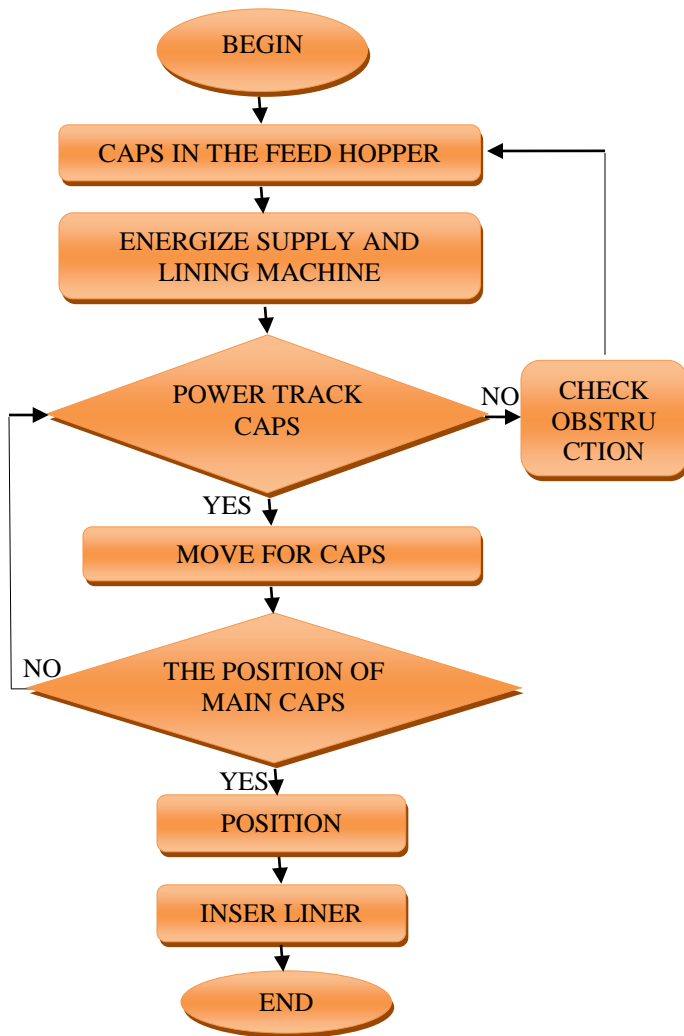 BEGIN
CAPS IN THE FEED HOPPER
ENERGIZE SUPPLY AND
LINING MACHINE
POWER TRACK
CAPS
NO
CHECK
OBSTRU
CTION
YES
MOVE FOR CAPS
NO
THE POSITION OF
MAIN CAPS
YES
POSITION
INSER LINER
END